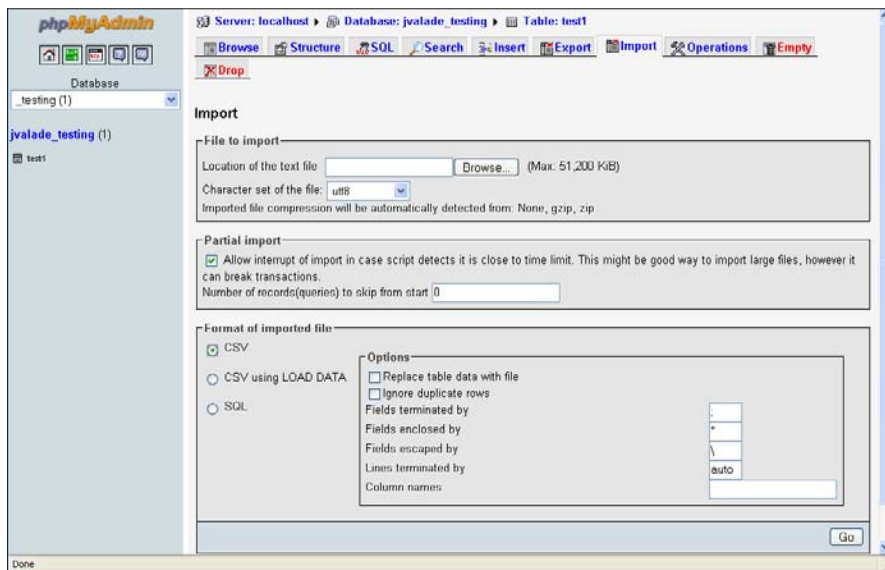 phpMyAdmin
Database
_testing (1)
jvalade_testing (1)
test1
Server: localhost ▸ Database: jvalade_testing ▸ Table: test1
Browse Structure SQL Search Insert Export Import Operations Empty
Drop
Import
File to import
Location of the text file Browse... (Max: 51,200 KiB)
Character set of the file: utf8
Imported file compression will be automatically detected from: None, gzip, zip
Partial import
Allow interrupt of import in case script detects it is close to time limit. This might be good way to import large files, however it
can break transactions.
Number of records(queries) to skip from start 0
Format of imported file
CSV
CSV using LOAD DATA
SQL
Options
Replace table data with file
Ignore duplicate rows
Fields terminated by
Fields enclosed by
Fields escaped by \
Lines terminated by auto
Column names
Go
Done